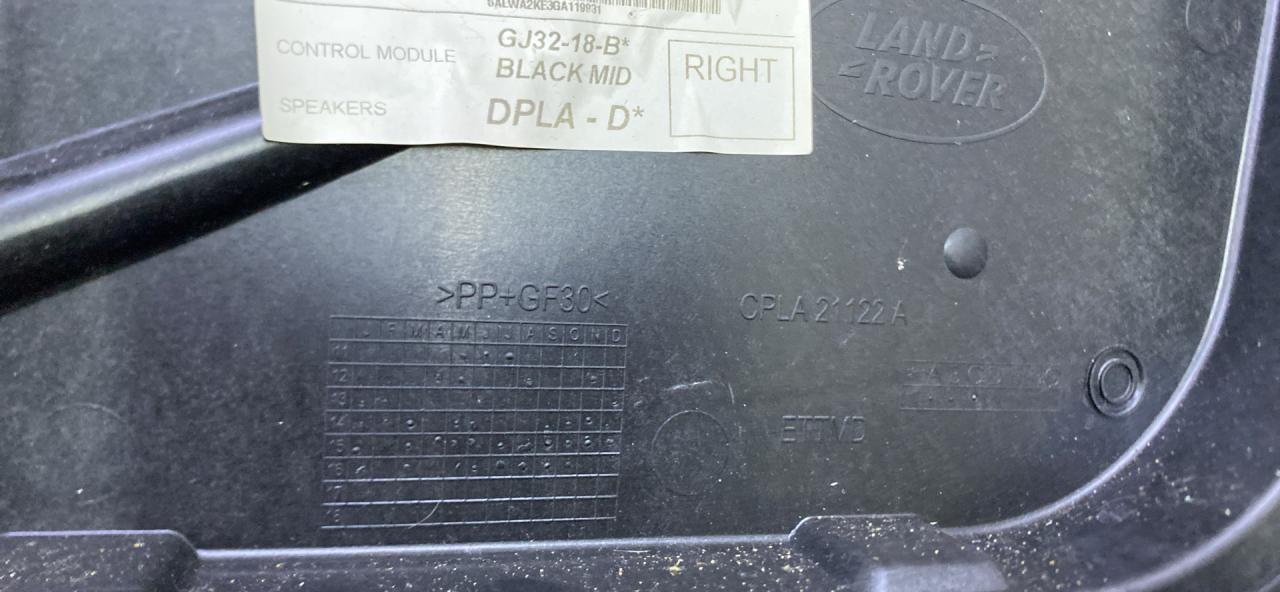 SALWA2KE3GA119931
CONTROL MODULE
GJ32-18-B*
BLACK MID
SPEAKERS
DPLA - D*
RIGHT
LAND
ROVER
>PP+GF30<
J F M A M J J A S O N D
11
12
13
14
15
16
17
CPLA 21122 A